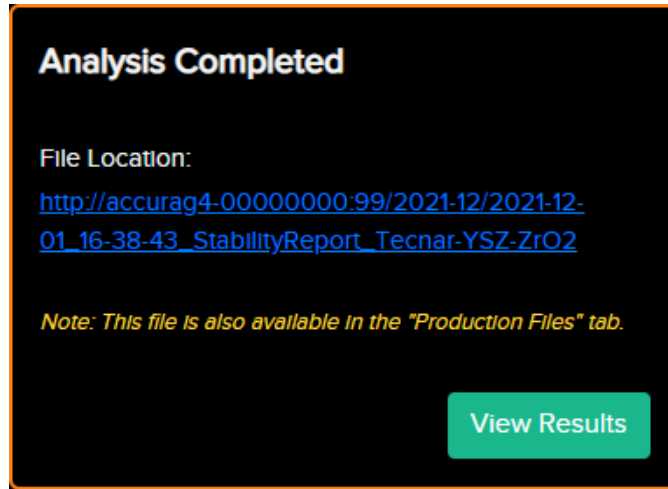 Analysis Completed
File Location:
http://accurag4-00000000:99/2021-12/2021-12-
01_16-38-43_StabilityReport_Tecnar-YSZ-ZrO2
Note: This file is also available in the "Production Files" tab.
View Results